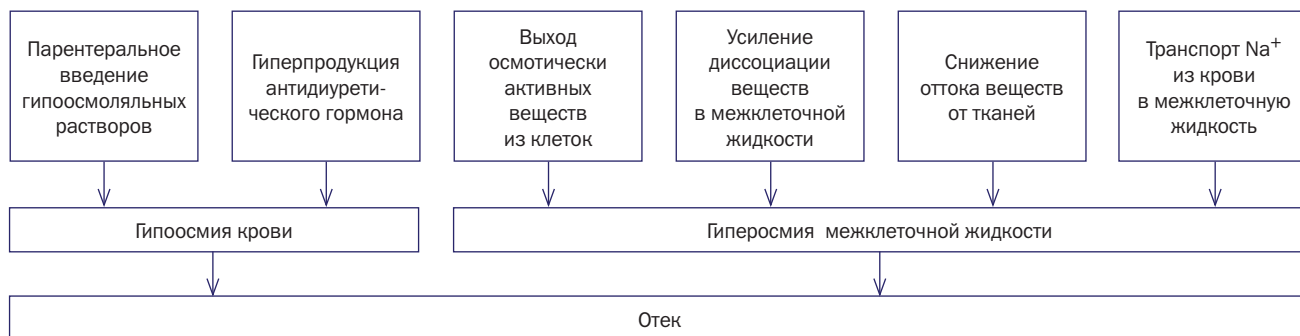 Парентеральное
введение
гипоосмоляльных
растворов
Гиперпродукция
антидиурети-
ческого гормона
Выход
осмотически
активных
веществ
из клеток
Усиление
диссоциации
веществ
в межклеточной
жидкости
Снижение
оттока веществ
от тканей
Транспорт Na⁺
из крови
в межклеточную
жидкость
Гипоосмия крови
Гиперосмия межклеточной жидкости
Отек